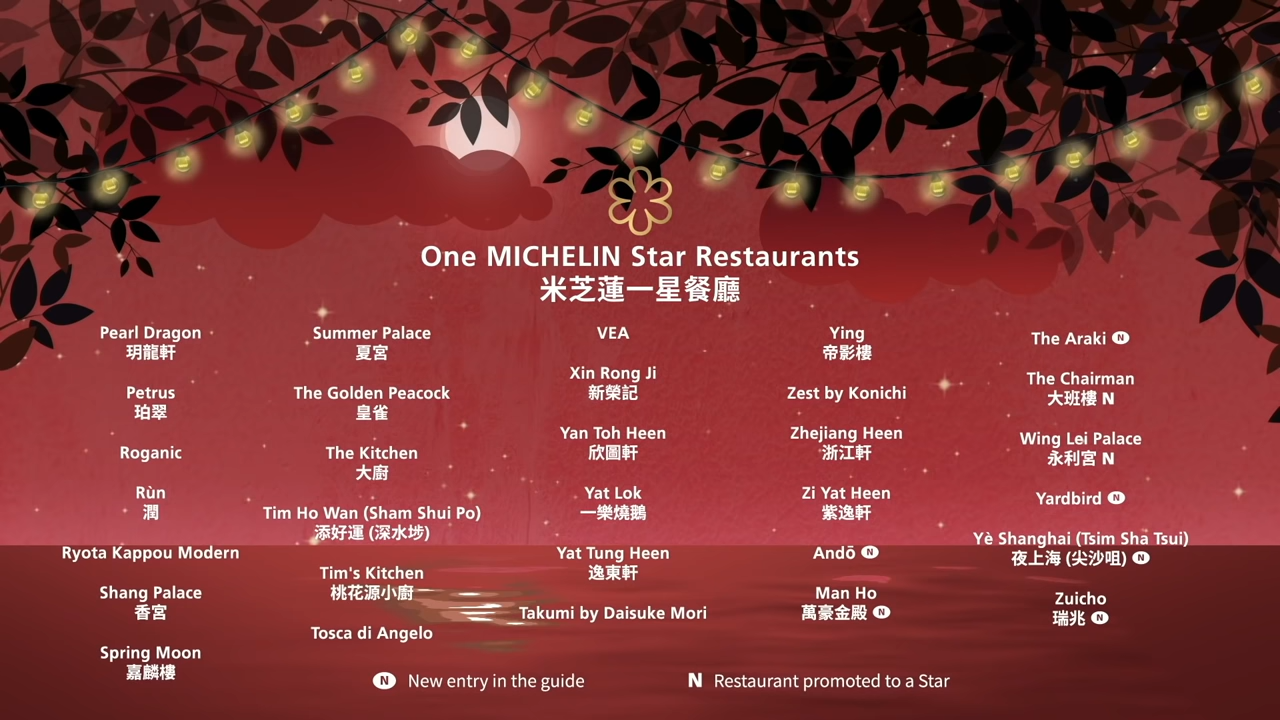 One MICHELIN Star Restaurants
米芝蓮一星餐廳
Pearl Dragon
玥龍軒
Petrus
珀翠
Roganic
Rùn
潤
Ryota Kappou Modern
Shang Palace
香宮
Spring Moon
嘉麟樓
Summer Palace
夏宮
The Golden Peacock
皇雀
The Kitchen
大廚
Tim Ho Wan (Sham Shui Po)
添好運 (深水埗)
Tim's Kitchen
桃花源小廚
Tosca di Angelo
VEA
Xin Rong Ji
新榮記
Yan Toh Heen
欣圖軒
Yat Lok
一樂燒鵝
Yat Tung Heen
逸東軒
Takumi by Daisuke Mori
Ying
帝影樓
Zest by Konichi
Zhejiang Heen
浙江軒
Zi Yat Heen
紫逸軒
Andō N
Man Ho
萬豪金殿 N
The Araki N
The Chairman
大班樓 N
Wing Lei Palace
永利宮 N
Yardbird N
Yè Shanghai (Tsim Sha Tsui)
夜上海 (尖沙咀) N
Zuicho
瑞兆 N
N New entry in the guide
N Restaurant promoted to a Star